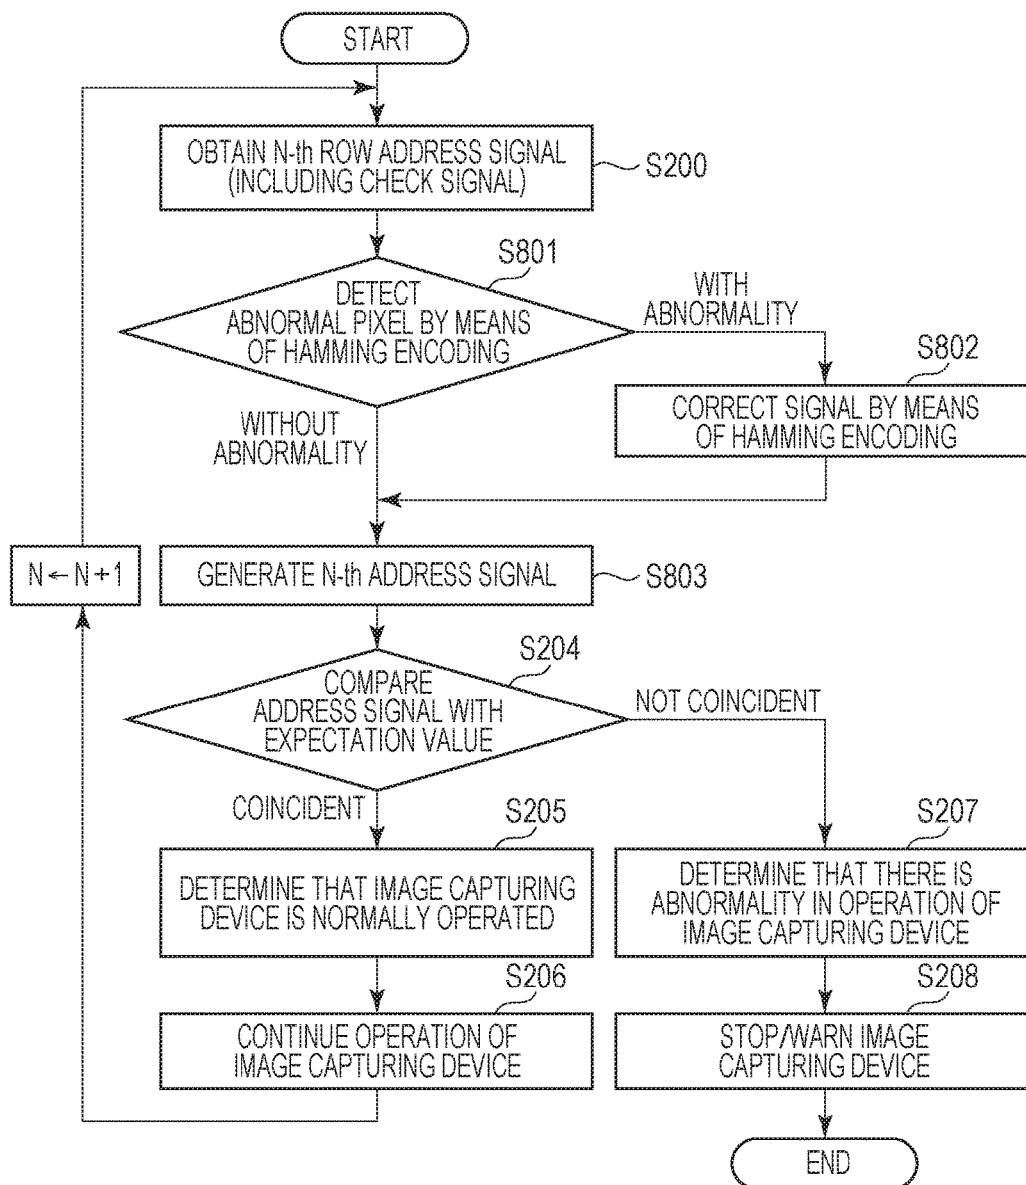 START
OBTAIN N-th ROW ADDRESS SIGNAL
(INCLUDING CHECK SIGNAL)
S200
S801
DETECT
ABNORMAL PIXEL BY MEANS
OF HAMMING ENCODING
WITH
ABNORMALITY
S802
CORRECT SIGNAL BY MEANS
OF HAMMING ENCODING
WITHOUT
ABNORMALITY
N ← N + 1
GENERATE N-th ADDRESS SIGNAL
S803
S204
COMPARE
ADDRESS SIGNAL WITH
EXPECTATION VALUE
NOT COINCIDENT
COINCIDENT
S205
DETERMINE THAT IMAGE CAPTURING
DEVICE IS NORMALLY OPERATED
S207
DETERMINE THAT THERE IS
ABNORMALITY IN OPERATION OF
IMAGE CAPTURING DEVICE
S206
CONTINUE OPERATION OF
IMAGE CAPTURING DEVICE
S208
STOP/WARN IMAGE
CAPTURING DEVICE
END